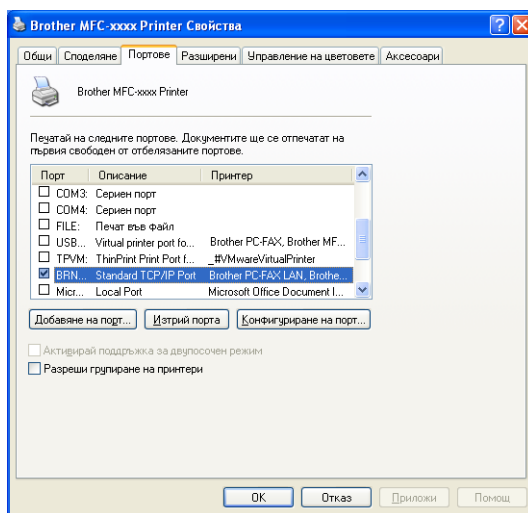 Brother MFC-xxxx Printer Свойства
Общи Споделяне Портове Разширени Управление на цветовете Аксесоари
Brother MFC-xxxx Printer
Печатай на следните портове. Документите ще се отпечатат на
първия свободен от отбелязаните портове.
Порт Описание Принтер
COM3: Сериен порт
COM4: Сериен порт
FILE: Печат във файл
USB... Virtual printer port fo... Brother PC-FAX, Brother MF...
TPVM: ThinPrint Print Port f... _#VMwareVirtualPrinter
BRN... Standard TCP/IP Port Brother PC-FAX LAN, Brothe...
Micr... Local Port Microsoft Office Document I...
Добавяне на порт... Изтрий порта Конфигуриране на порт...
Активирай поддръжка за двупосочен режим
Разреши групиране на принтери
OK Отказ Приложи Помощ